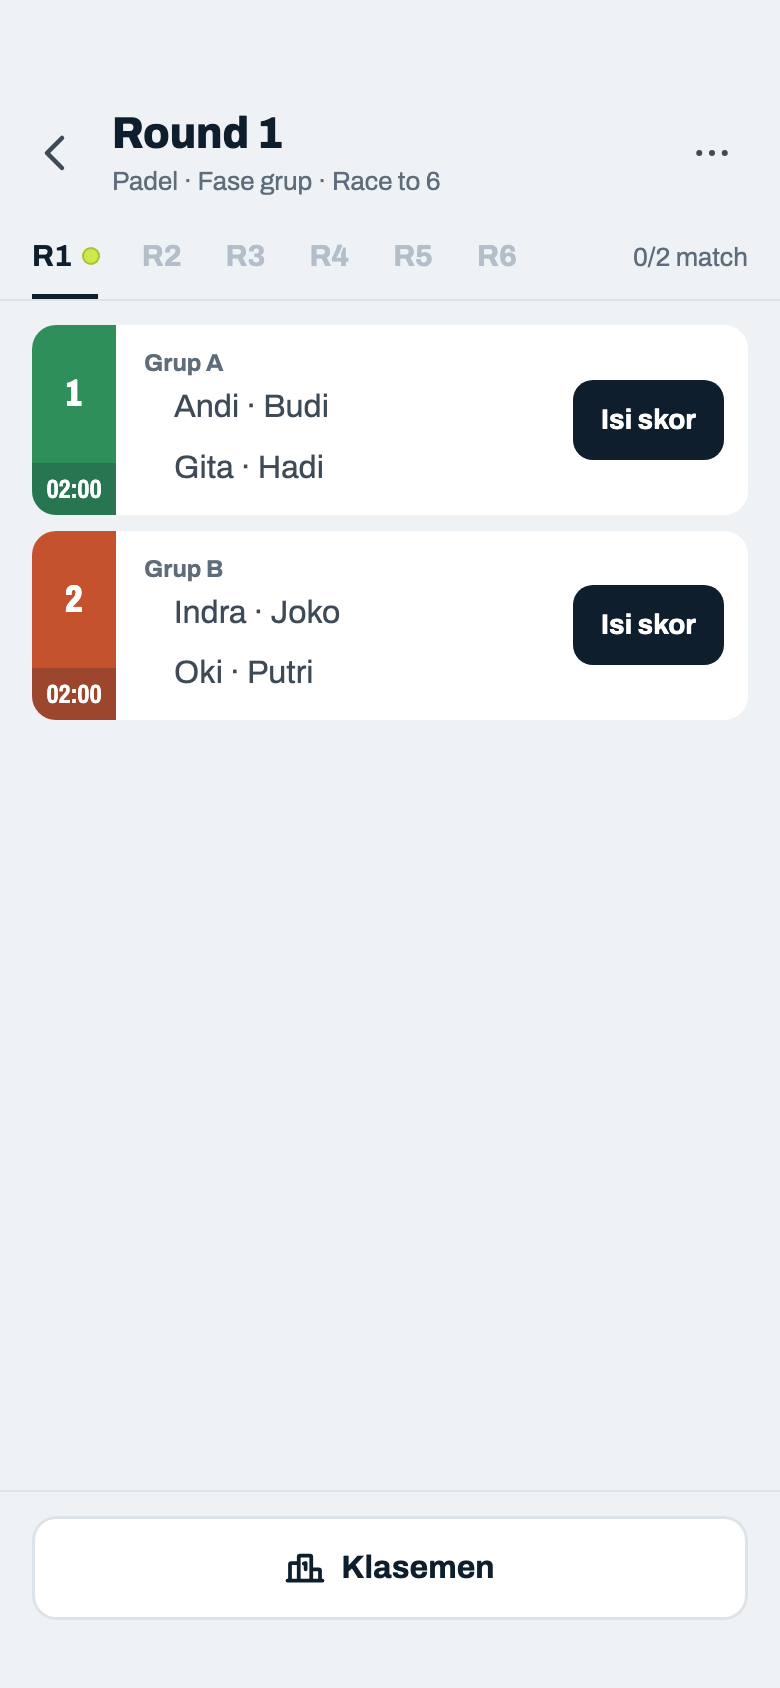 Round 1
Padel · Fase grup · Race to 6
R1 R2 R3 R4 R5 R6 0/2 match
1
02:00
Grup A
Andi · Budi
Gita · Hadi
Isi skor
2
02:00
Grup B
Indra · Joko
Oki · Putri
Isi skor
Klasemen